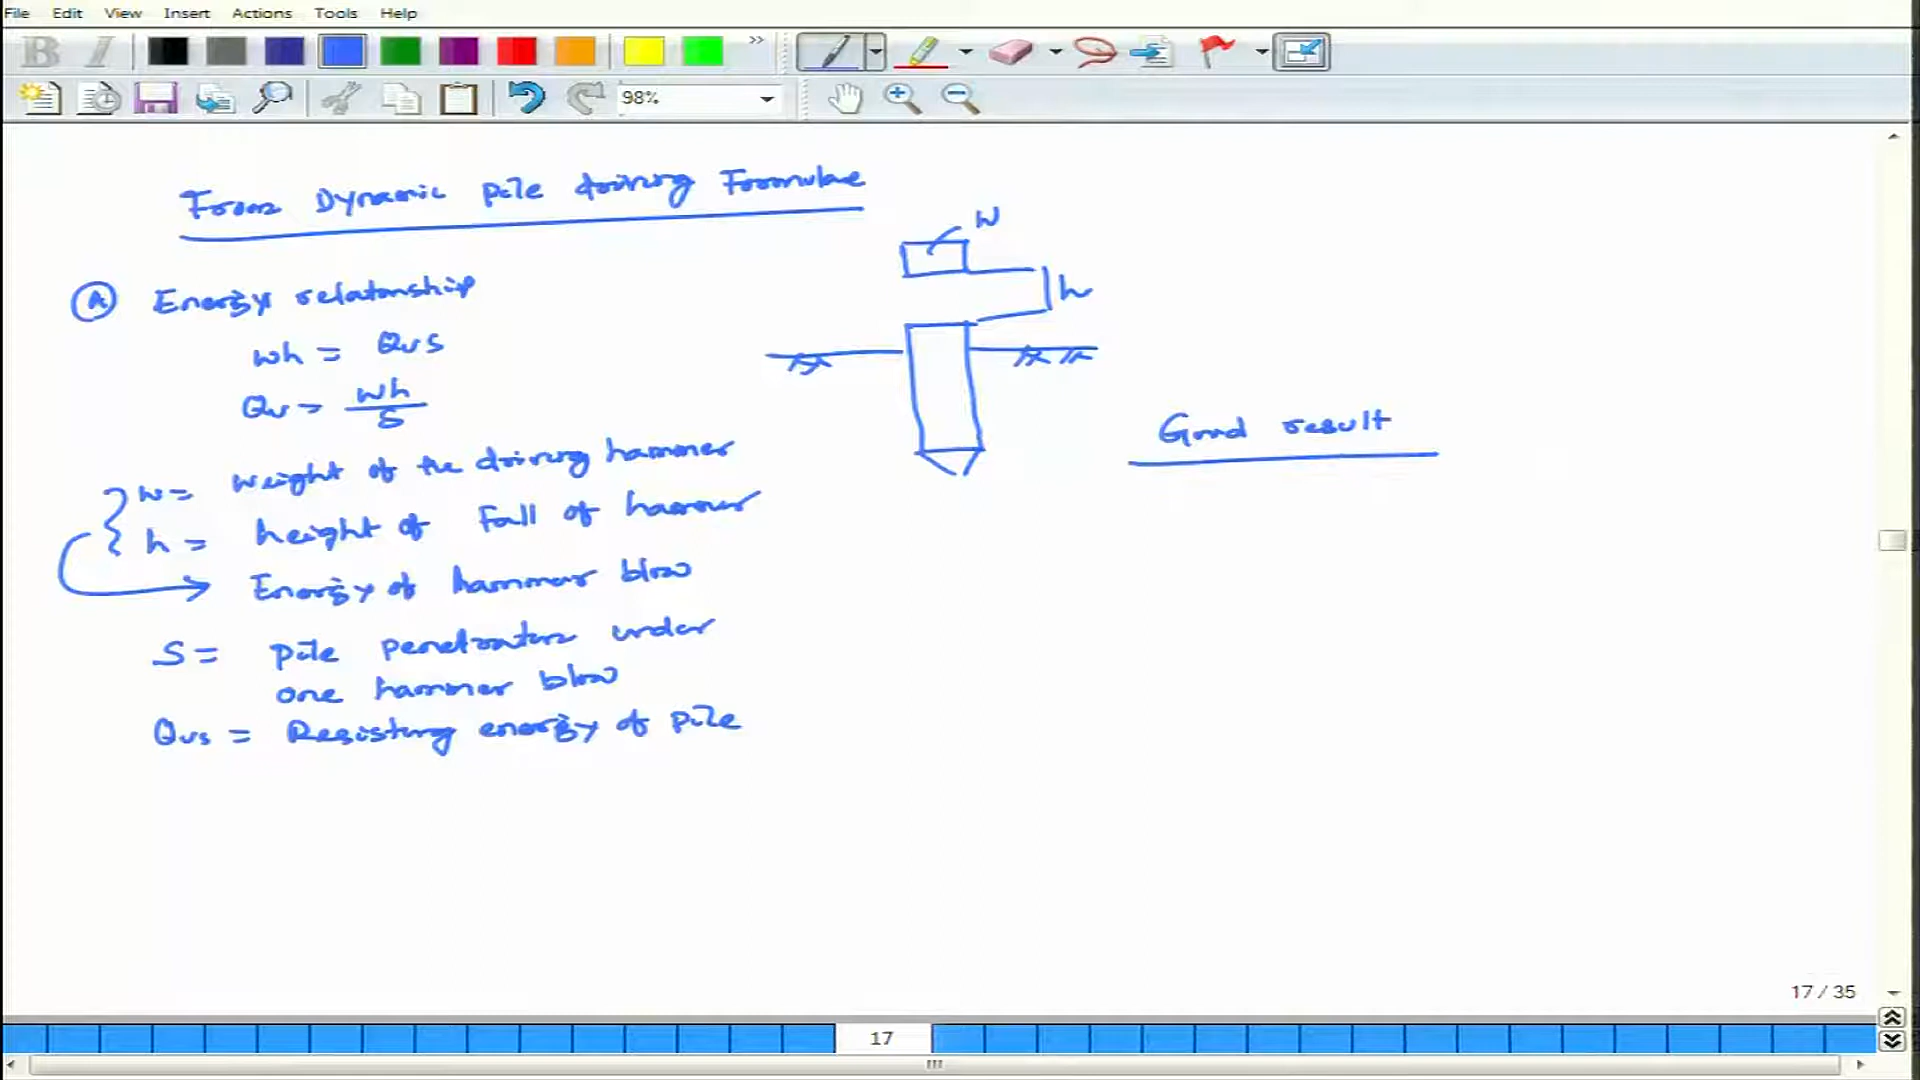 File Edit View Insert Actions Tools Help
B I
98%
From Dynamic pile driving Formulae
W
A Energy relationship
h
Wh = Qus
Qu = Wh / S
Good result
W = weight of the driving hammer
h = height of Fall of hammer
Energy of hammer blow
S = pile penetration under
one hammer blow
Qus = Resisting energy of pile
17 / 35
17